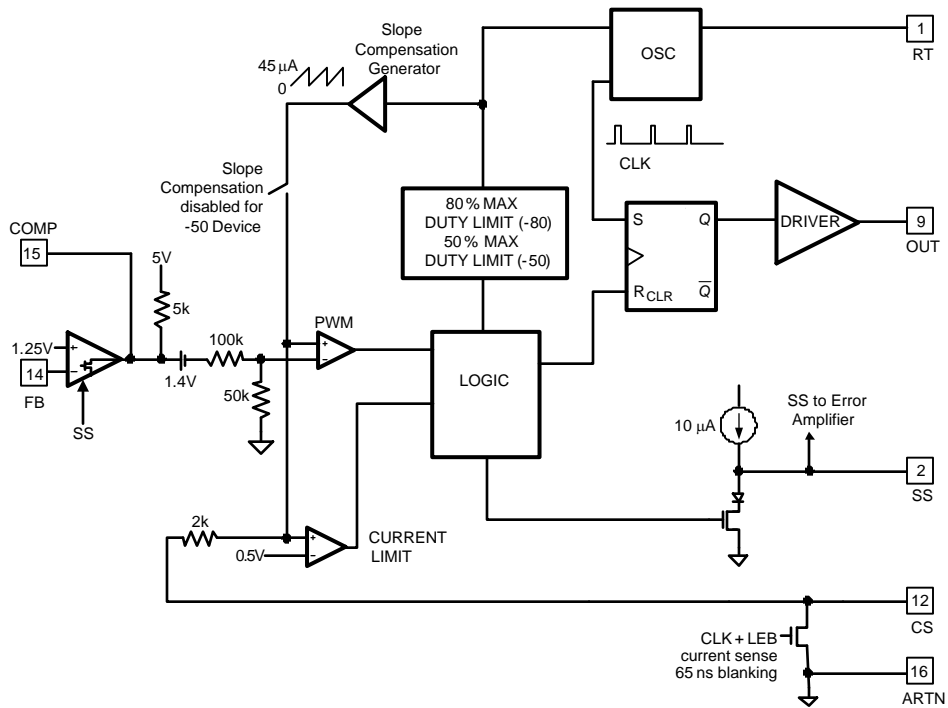 Slope
Compensation
Generator
45 µA
0
OSC
1
RT
CLK
Slope
Compensation
disabled for
-50 Device
80% MAX
DUTY LIMIT (-80)
50% MAX
DUTY LIMIT (-50)
S
Q
R CLR
Q
DRIVER
9
OUT
COMP
15
5V
5k
1.25V
14
FB
+
−
SS
1.4V
100k
50k
PWM
+
−
LOGIC
10 µA
SS to Error
Amplifier
2
SS
2k
0.5V
+
−
CURRENT
LIMIT
12
CS
CLK + LEB
current sense
65 ns blanking
16
ARTN